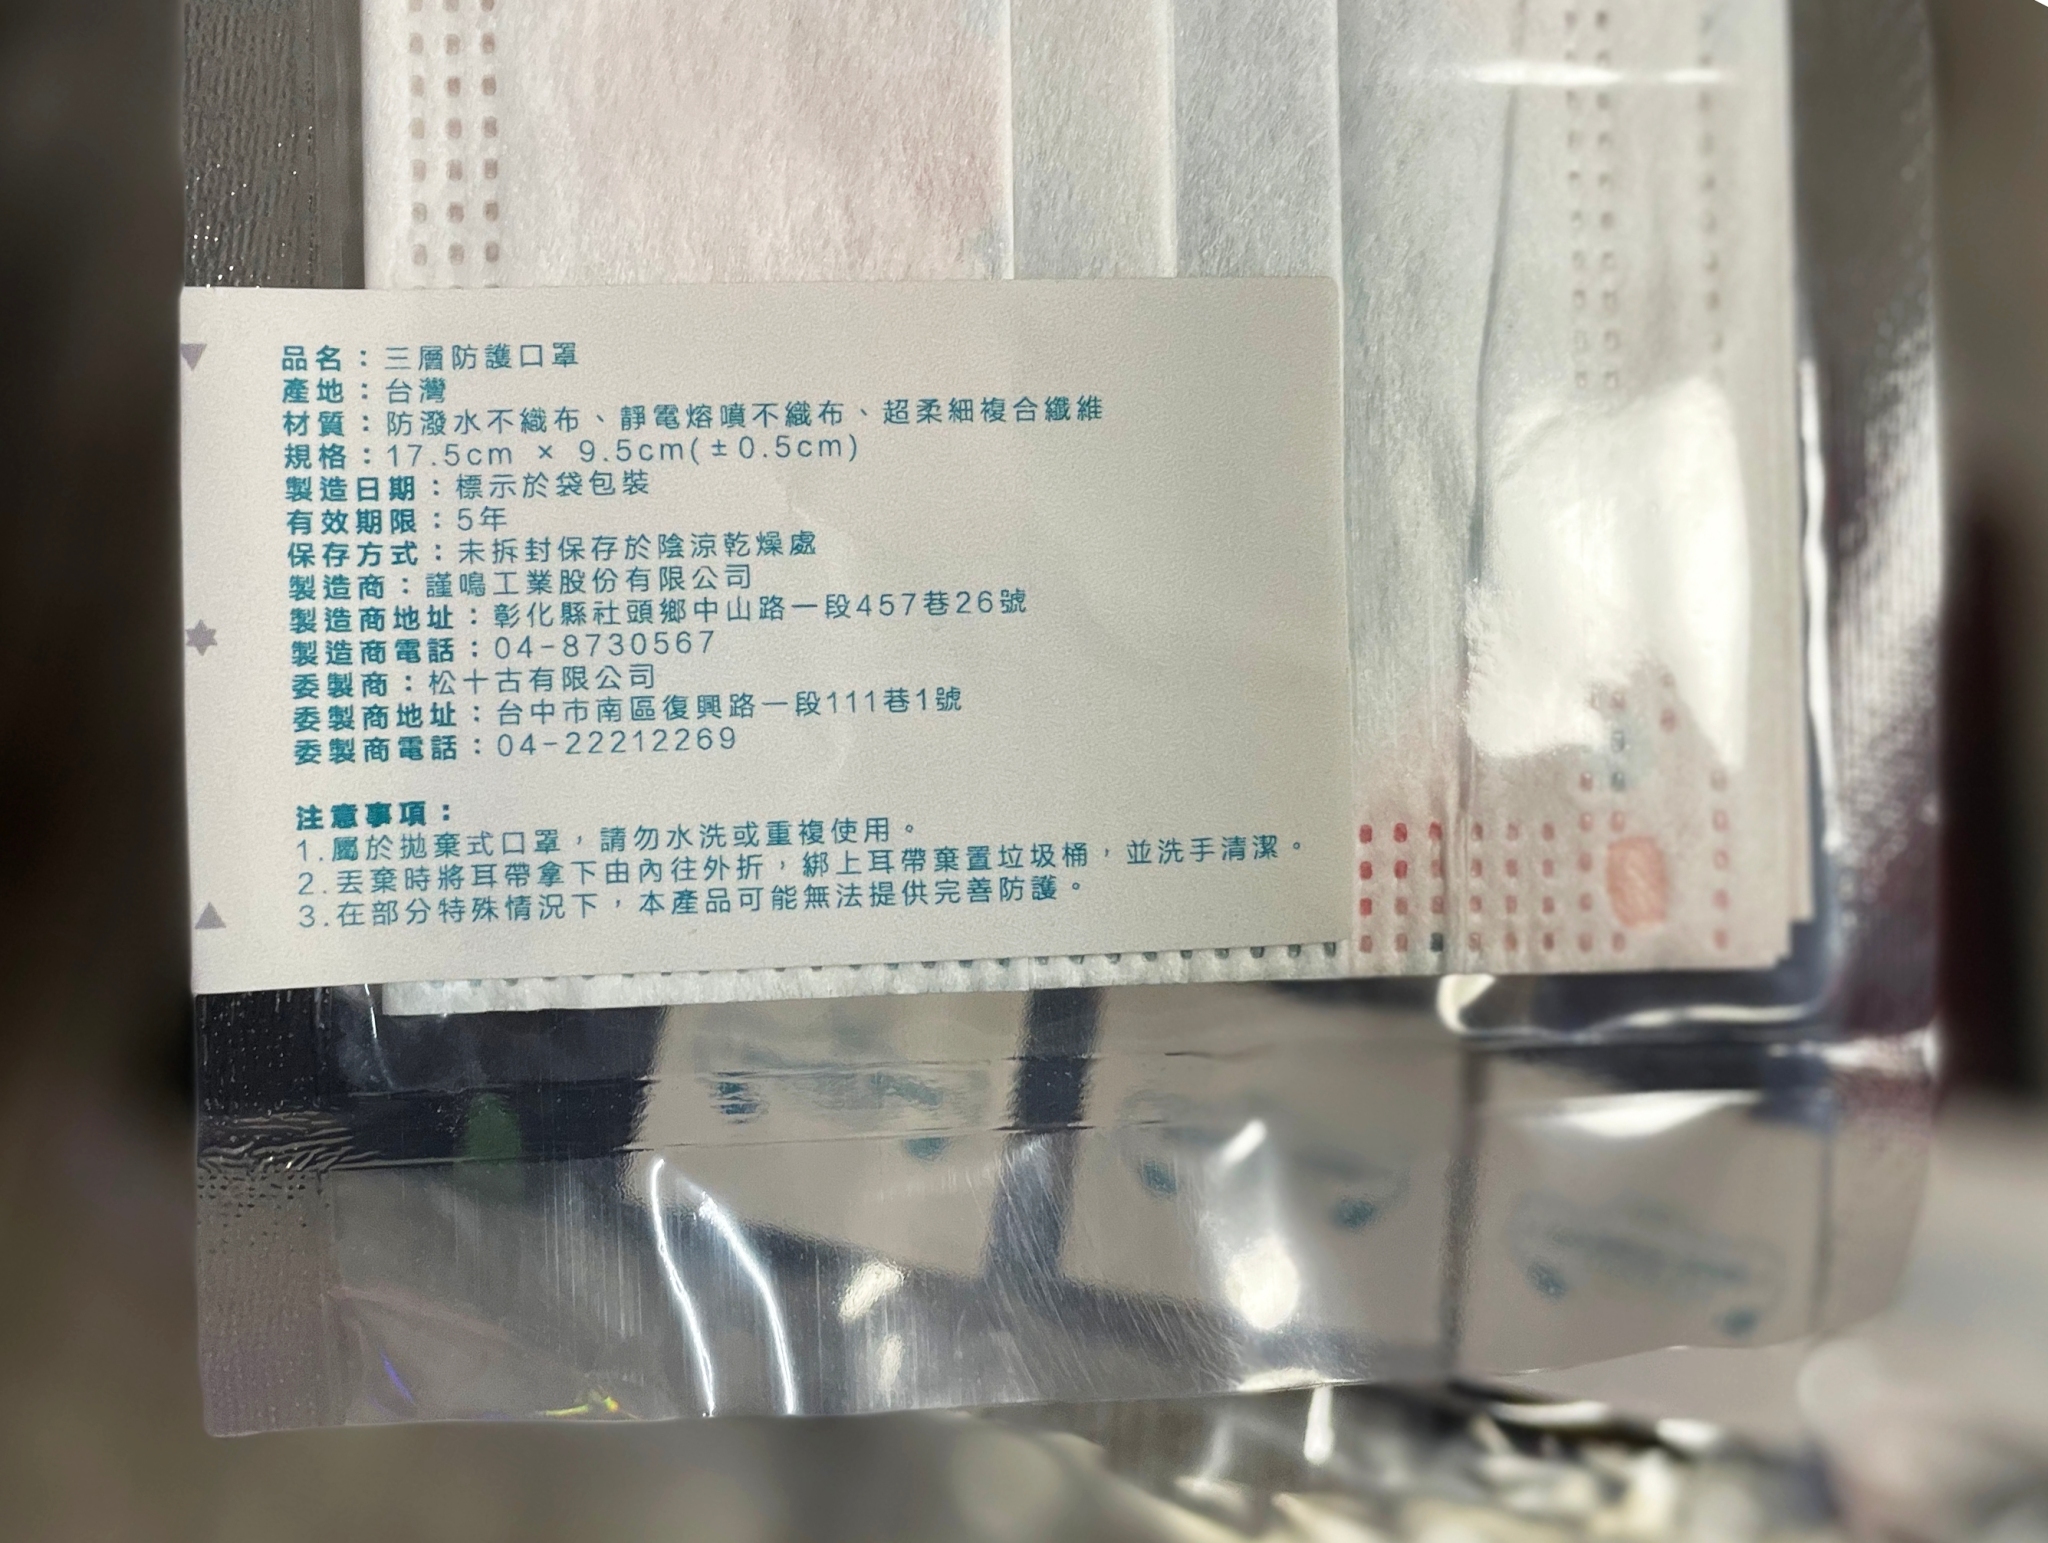 品名：三層防護口罩
產地：台灣
材質：防潑水不織布、靜電熔噴不織布、超柔細複合纖維
規格：17.5cm × 9.5cm(±0.5cm)
製造日期：標示於袋包裝
有效期限：5年
保存方式：未拆封保存於陰涼乾燥處
製造商：謹鳴工業股份有限公司
製造商地址：彰化縣社頭鄉中山路一段457巷26號
製造商電話：04-8730567
委製商：松十古有限公司
委製商地址：台中市南區復興路一段111巷1號
委製商電話：04-22212269
注意事項：
1.屬於拋棄式口罩，請勿水洗或重複使用。
2.丟棄時將耳帶拿下由內往外折，綁上耳帶棄置垃圾桶，並洗手清潔。
3.在部分特殊情況下，本產品可能無法提供完善防護。